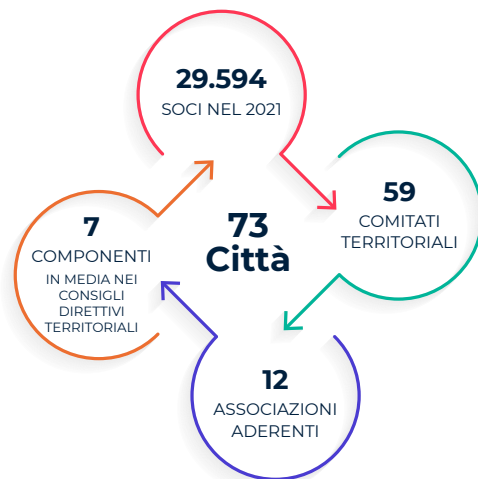 29.594
SOCI NEL 2021
59
COMITATI
TERRITORIALI
73
Città
7
COMPONENTI
IN MEDIA NEI
CONSIGLI
DIRETTIVI
TERRITORIALI
12
ASSOCIAZIONI
ADERENTI